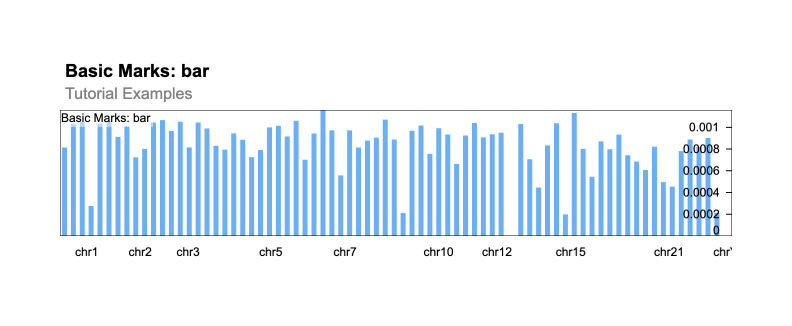 Basic Marks: bar
Tutorial Examples
Basic Marks: bar
0.001
0.0008
0.0006
0.0004
0.0002
0
chr1 chr2 chr3 chr5 chr7 chr10 chr12 chr15 chr21 chr